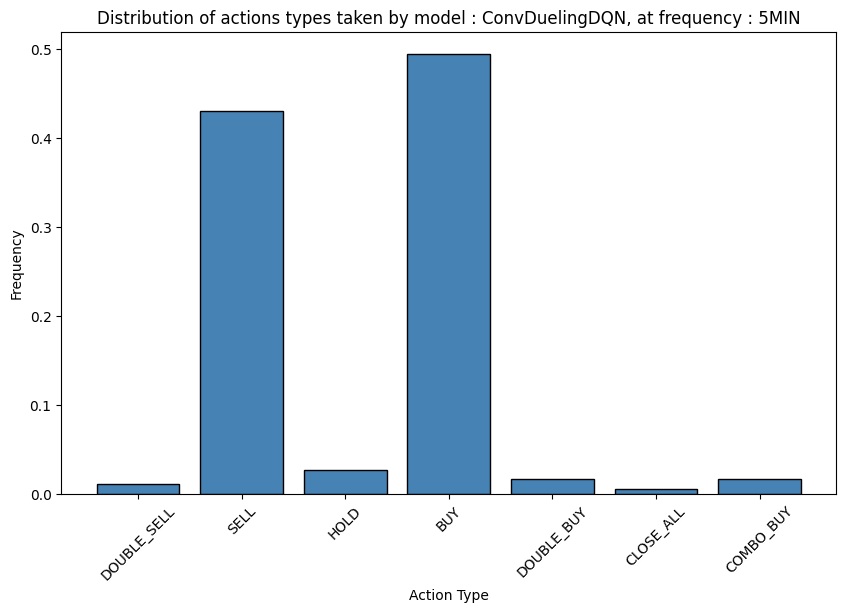 Distribution of actions types taken by model : ConvDuelingDQN, at frequency : 5MIN
0.5
0.4
0.3
0.2
0.1
0.0
Frequency
DOUBLE_SELL
SELL
HOLD
BUY
DOUBLE_BUY
CLOSE_ALL
COMBO_BUY
Action Type